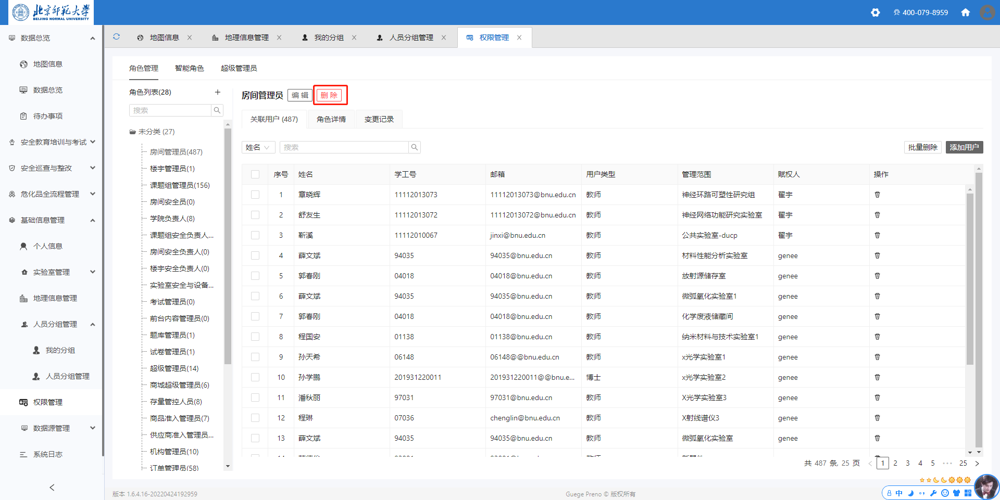 北京师范大学
BEIJING NORMAL UNIVERSITY
400-079-8959
数据总览
地图信息
地理信息管理
我的分组
人员分组管理
权限管理
地图信息
数据总览
待办事项
安全教育培训与考试
安全巡查与整改
危化品全流程管理
基础信息管理
个人信息
实验室管理
地理信息管理
人员分组管理
我的分组
人员分组管理
权限管理
数据源管理
系统日志
角色管理 智能角色 超级管理员
角色列表(28)
搜索
未分类 (27)
房间管理员(487)
楼宇管理员(1)
课题组管理员(156)
房间安全员(0)
学院负责人(8)
课题组安全负责人...
房间安全负责人(0)
楼宇安全负责人(0)
实验室安全与设备...
考试管理员(0)
前台内容管理员(0)
题库管理员(1)
试卷管理员(1)
超级管理员(14)
商城超级管理员(6)
存量管控人员(8)
商品准入管理员(7)
供应商准入管理员...
机构管理员(10)
订单管理员(58)
房间管理员 编 辑 删 除
关联用户 (487) 角色详情 变更记录
姓名 搜索 批量删除 添加用户
序号 姓名 学工号 邮箱 用户类型 管理范围 赋权人 操作
1 章晓辉 11112013073 11112013073@bnu.edu.cn 教师 神经环路可塑性研究组 翟宇
2 舒友生 11112013072 11112013072@bnu.edu.cn 教师 神经网络功能研究实验室 翟宇
3 靳溪 11112010067 jinxi@bnu.edu.cn 教师 公共实验室-ducp 翟宇
4 薛文斌 94035 94035@bnu.edu.cn 教师 材料性能分析实验室 genee
5 郭春刚 04018 04018@bnu.edu.cn 教师 放射源储存室 genee
6 薛文斌 94035 94035@bnu.edu.cn 教师 微弧氧化实验室1 genee
7 郭春刚 04018 04018@bnu.edu.cn 教师 化学废液储藏间 genee
8 程国安 01138 01138@bnu.edu.cn 教师 纳米材料与技术实验室1 genee
9 孙天希 06148 06148@@bnu.edu.cn 教师 x光学实验室1 genee
10 孙学鹏 201931220011 201931220011@@bnu.e... 博士 x光学实验室2 genee
11 潘秋丽 97031 97031@bnu.edu.cn 教师 X光学实验室3 genee
12 程琳 07036 chenglin@bnu.edu.cn 教师 X射线谱仪3 genee
13 薛文斌 94035 94035@bnu.edu.cn 教师 微弧氧化实验室 genee
共 487 条, 25 页 < 1 2 3 4 5 ••• 25 >
版本 1.6.4.16-20220424192959
Guege Preno © 版权所有
中